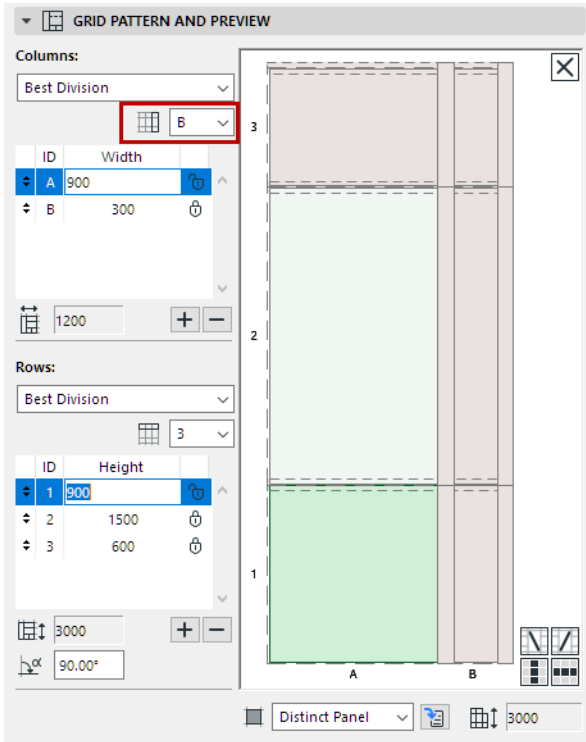 GRID PATTERN AND PREVIEW
Columns:
Best Division
B
ID Width
A 900
B 300
1200
Rows:
Best Division
3
ID Height
1 900
2 1500
3 600
3000
α 90.00°
3
2
1
A B
Distinct Panel
3000